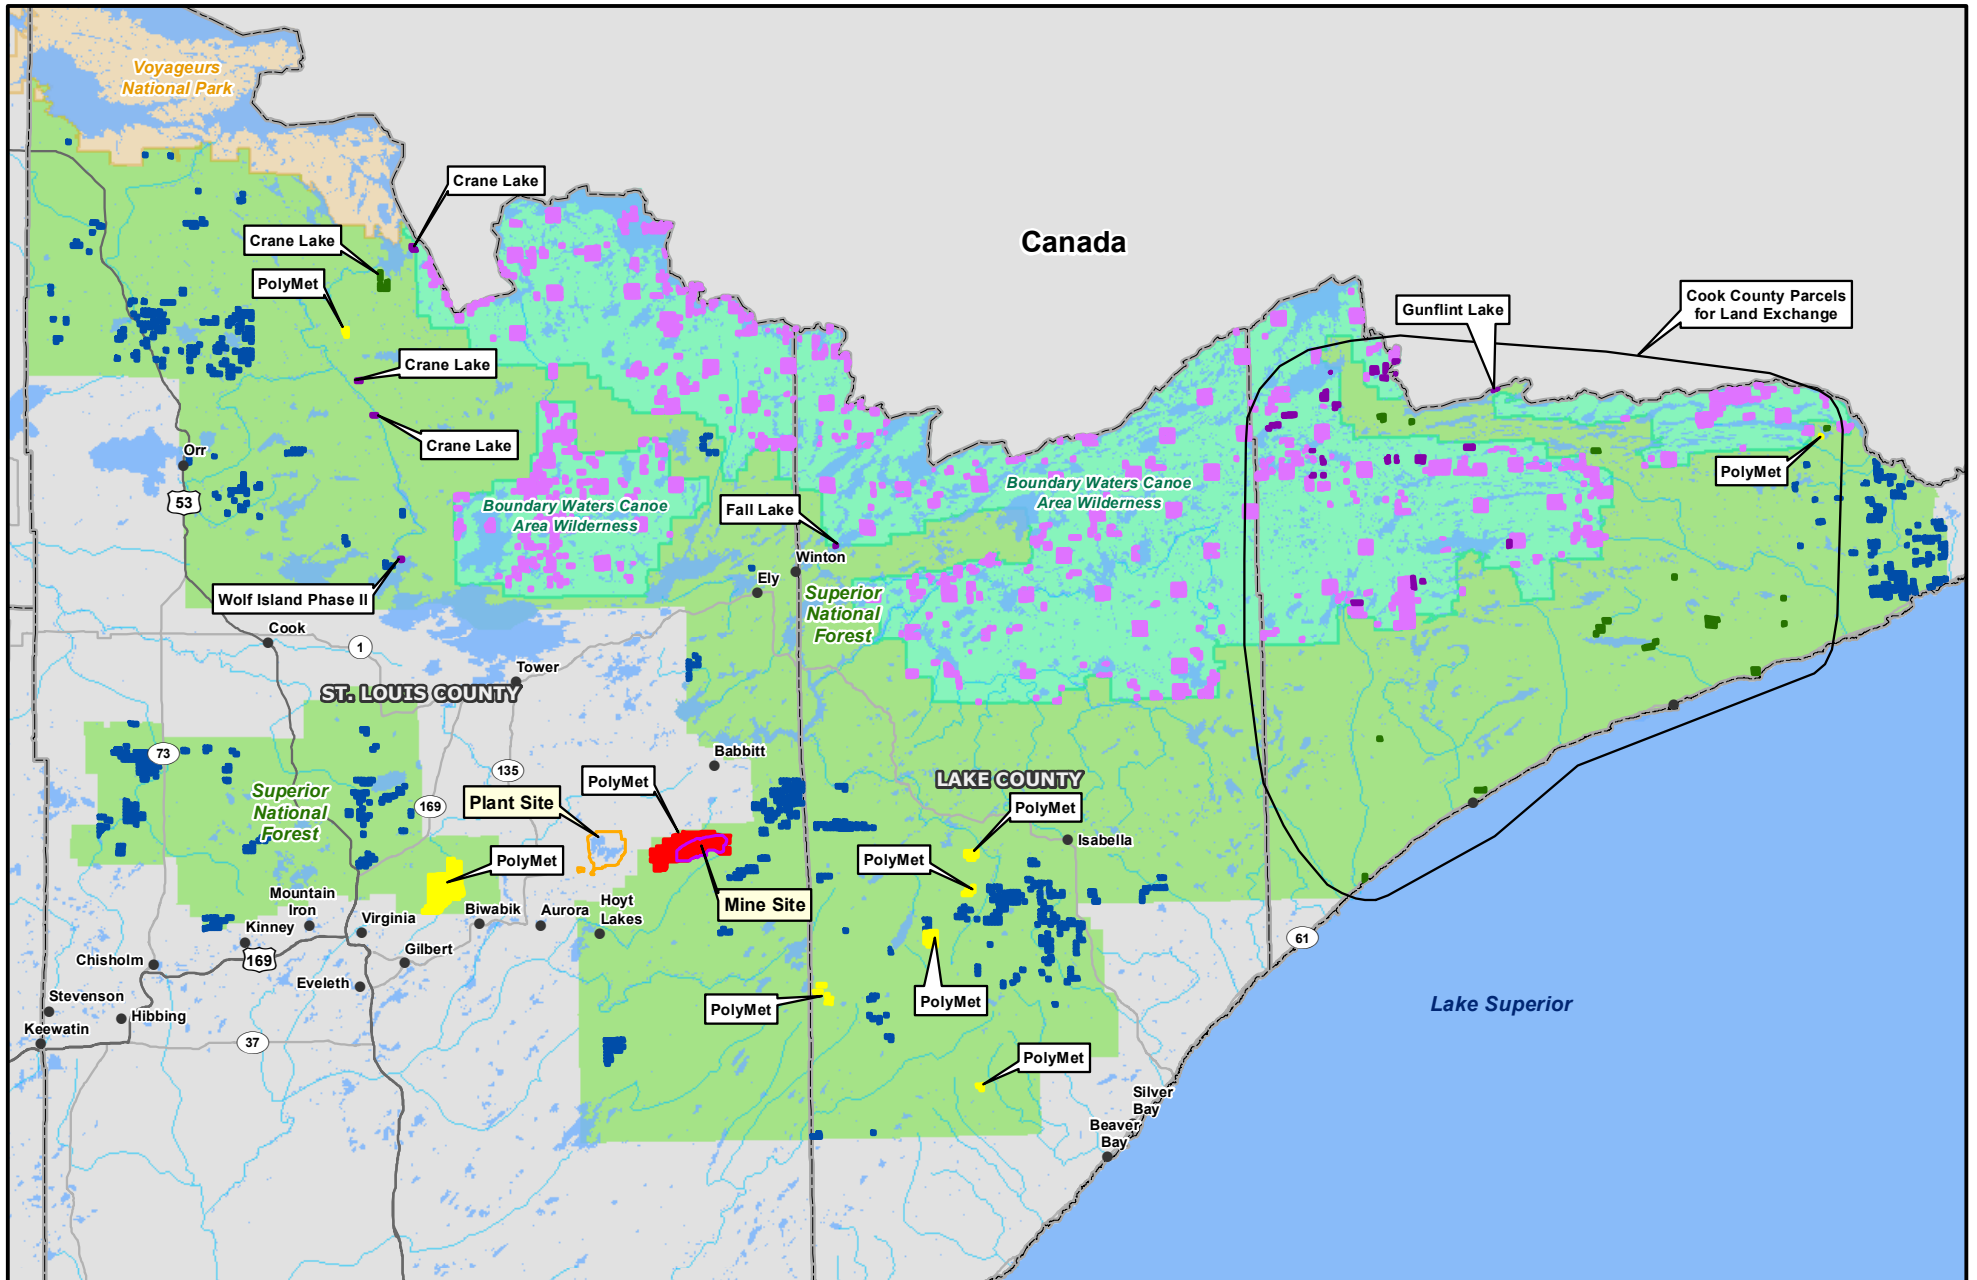 Voyageurs
National Park
Crane Lake
Crane Lake
Canada
PolyMet
Cook County Parcels
for Land Exchange
Gunflint Lake
Crane Lake
Crane Lake
Orr
PolyMet
53
Boundary Waters Canoe
Area Wilderness
Boundary Waters Canoe
Area Wilderness
Fall Lake
Winton
Ely
Wolf Island Phase II
Superior
National
Forest
Cook
1
Tower
ST. LOUIS COUNTY
73
Babbitt
135
PolyMet
LAKE COUNTY
Superior
National
Forest
169
Plant Site
PolyMet
Isabella
PolyMet
PolyMet
Mine Site
Mountain
Iron
Hoyt
Lakes
Biwabik
Aurora
Virginia
Kinney
61
Gilbert
169
Chisholm
Eveleth
PolyMet
PolyMet
Lake Superior
Stevenson
Hibbing
Keewatin
37
PolyMet
Silver
Bay
Beaver
Bay